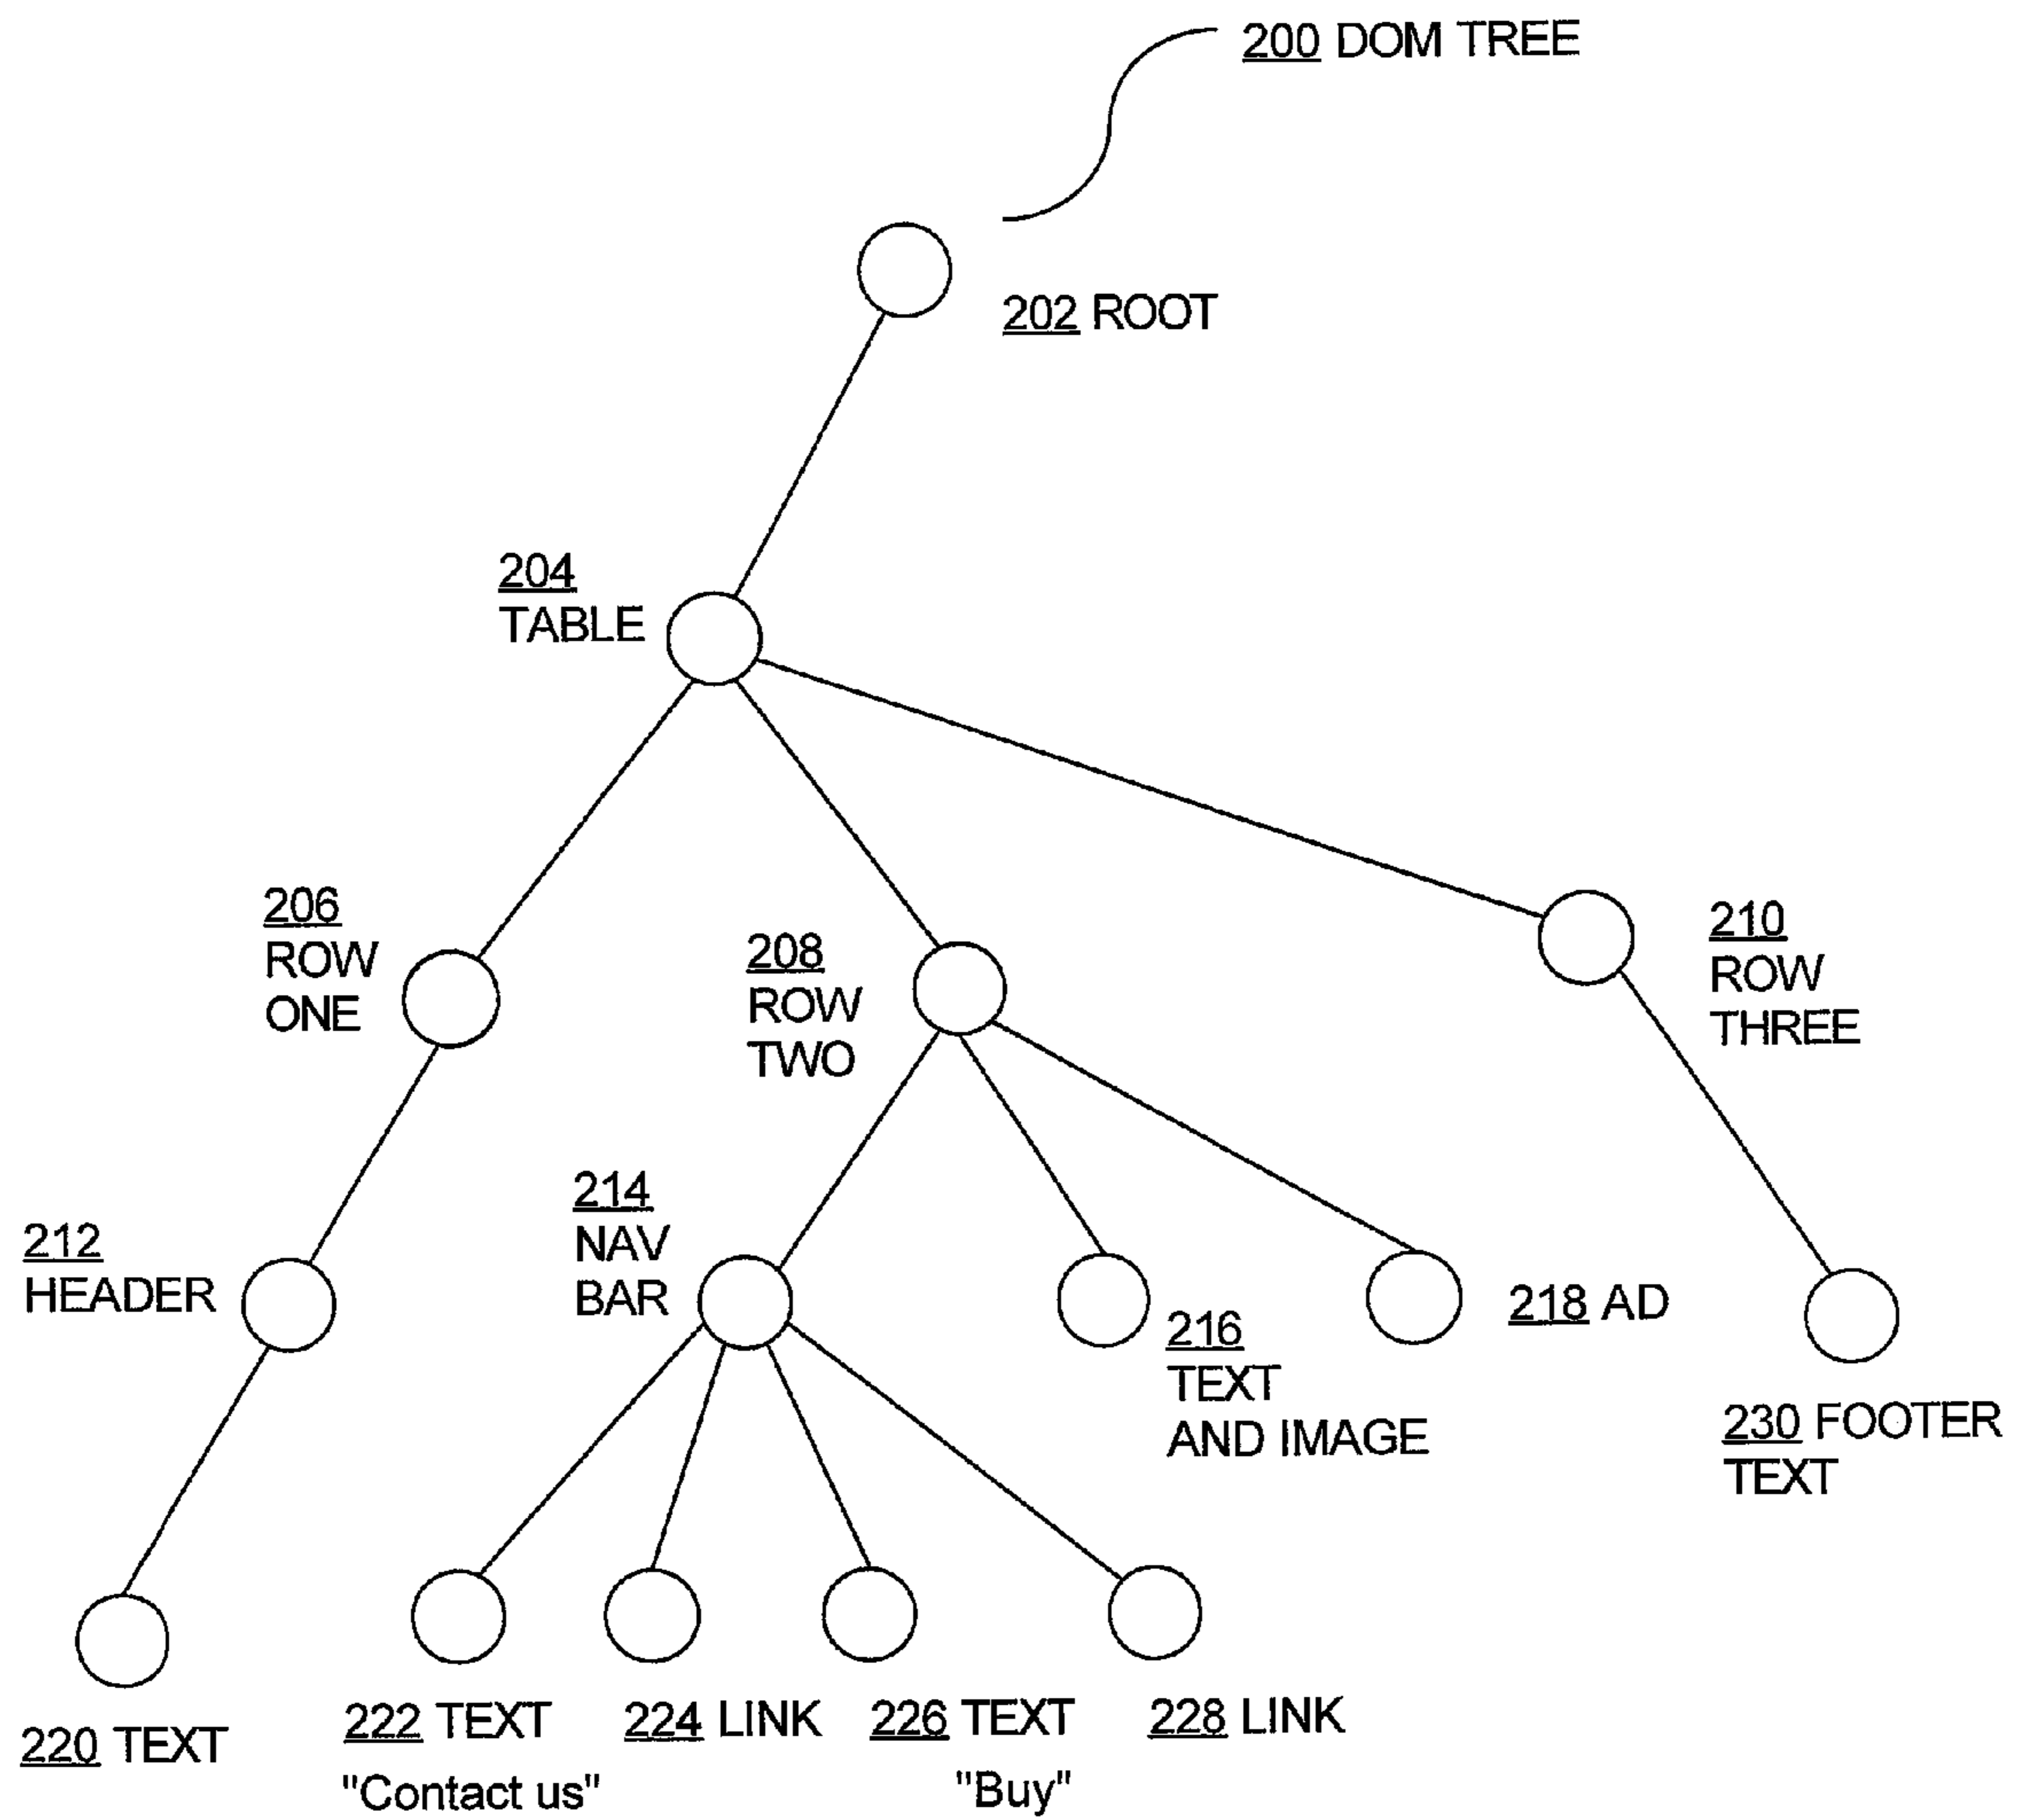 200 DOM TREE
202 ROOT
204
TABLE
206
ROW
ONE
208
ROW
TWO
210
ROW
THREE
212
HEADER
214
NAV
BAR
216
TEXT
AND IMAGE
218 AD
230 FOOTER
TEXT
220 TEXT
222 TEXT
"Contact us"
224 LINK
226 TEXT
"Buy"
228 LINK